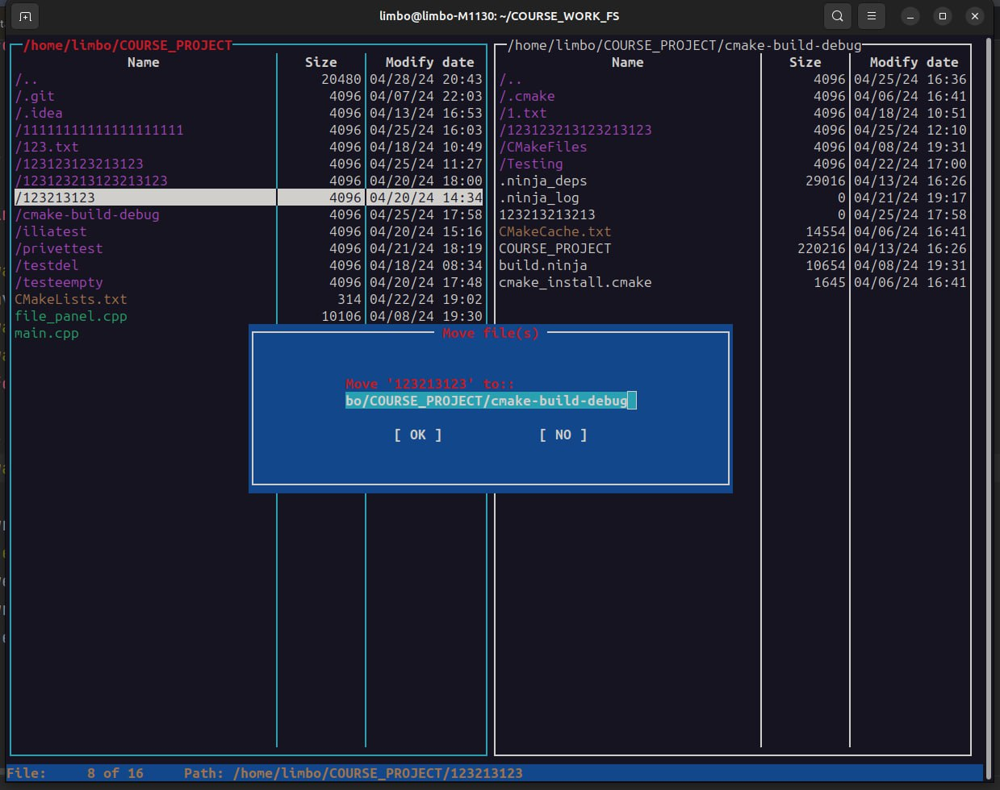 limbo@limbo-M1130: ~/COURSE_WORK_FS
/home/limbo/COURSE_PROJECT
Name Size Modify date
/.. 20480 04/28/24 20:43
/.git 4096 04/07/24 22:03
/.idea 4096 04/13/24 16:53
/11111111111111111111 4096 04/25/24 16:03
/123.txt 4096 04/18/24 10:49
/123123123213123 4096 04/25/24 11:27
/123123213123213123 4096 04/20/24 18:00
/123213123 4096 04/20/24 14:34
/cmake-build-debug 4096 04/25/24 17:58
/iliatest 4096 04/20/24 15:16
/privettest 4096 04/21/24 18:19
/testdel 4096 04/18/24 08:34
/testeempty 4096 04/20/24 17:48
CMakeLists.txt 314 04/22/24 19:02
file_panel.cpp 10106 04/08/24 19:30
main.cpp
/home/limbo/COURSE_PROJECT/cmake-build-debug
Name Size Modify date
/.. 4096 04/25/24 16:36
/.cmake 4096 04/06/24 16:41
/1.txt 4096 04/18/24 10:51
/123123213123213123 4096 04/25/24 12:10
/CMakeFiles 4096 04/08/24 19:31
/Testing 4096 04/22/24 17:00
.ninja_deps 29016 04/13/24 16:26
.ninja_log 0 04/21/24 19:17
123213213213 0 04/25/24 17:58
CMakeCache.txt 14554 04/06/24 16:41
COURSE_PROJECT 220216 04/13/24 16:26
build.ninja 10654 04/08/24 19:31
cmake_install.cmake 1645 04/06/24 16:41
Move file(s)
Move '123213123' to::
bo/COURSE_PROJECT/cmake-build-debug
[ OK ] [ NO ]
File: 8 of 16 Path: /home/limbo/COURSE_PROJECT/123213123